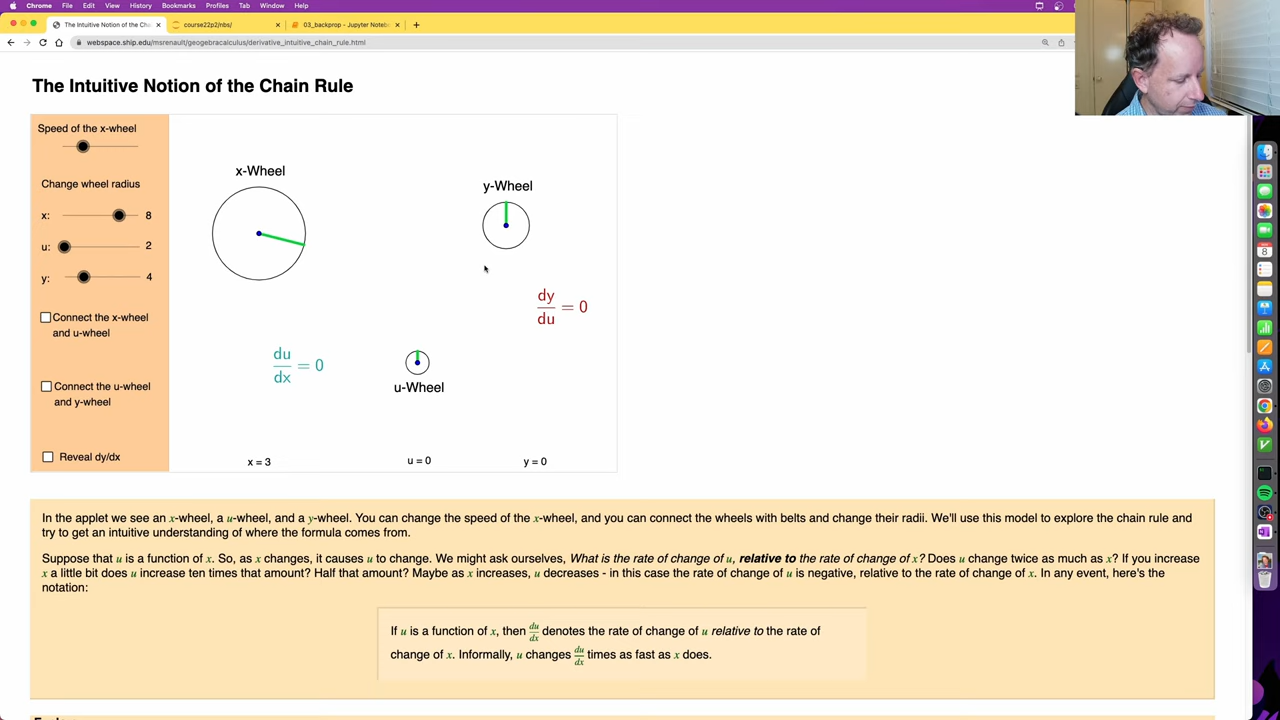 Chrome File Edit View History Bookmarks Profiles Tab Window Help
The Intuitive Notion of the Cha
course22p2/nbs/
03_backprop - Jupyter Notebo
webspace.ship.edu/msrenault/geogebracalculus/derivative_intuitive_chain_rule.html
The Intuitive Notion of the Chain Rule
Speed of the x-wheel
Change wheel radius
x: 8
u: 2
y: 4
Connect the x-wheel
and u-wheel
Connect the u-wheel
and y-wheel
Reveal dy/dx
x-Wheel
y-Wheel
dy/du = 0
du/dx = 0
u-Wheel
x = 3
u = 0
y = 0
In the applet we see an x-wheel, a u-wheel, and a y-wheel. You can change the speed of the x-wheel, and you can connect the wheels with belts and change their radii. We'll use this model to explore the chain rule and
try to get an intuitive understanding of where the formula comes from.
Suppose that u is a function of x. So, as x changes, it causes u to change. We might ask ourselves, What is the rate of change of u, relative to the rate of change of x? Does u change twice as much as x? If you increase
x a little bit does u increase ten times that amount? Half that amount? Maybe as x increases, u decreases - in this case the rate of change of u is negative, relative to the rate of change of x. In any event, here's the
notation:
If u is a function of x, then du/dx denotes the rate of change of u relative to the rate of
change of x. Informally, u changes du/dx times as fast as x does.
8